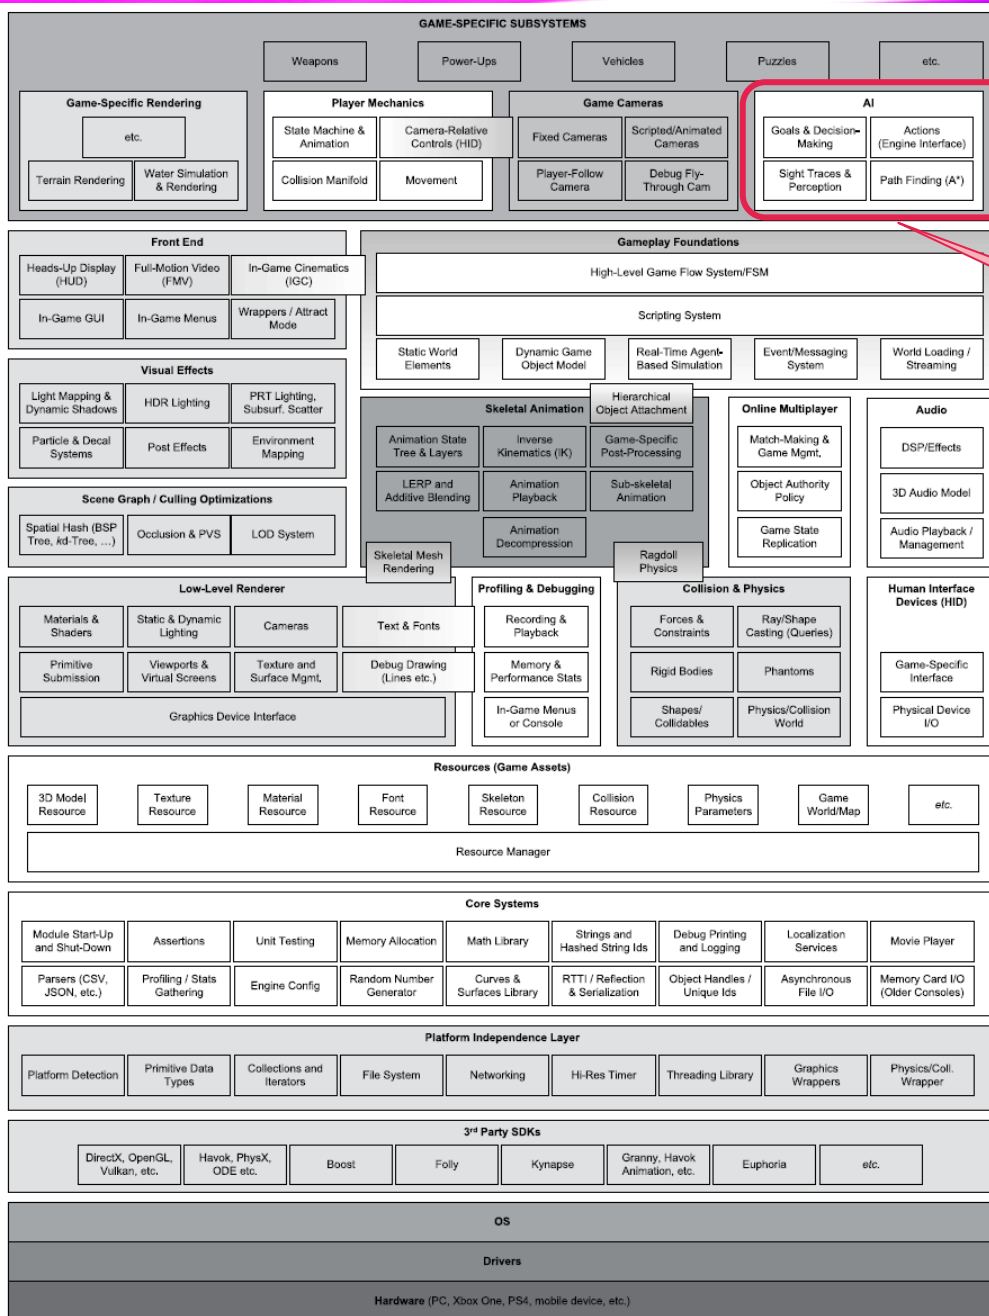 GAME-SPECIFIC SUBSYSTEMS
Weapons
Power-Ups
Vehicles
Puzzles
etc.
Game-Specific Rendering
etc.
Terrain Rendering
Water Simulation
& Rendering
Player Mechanics
State Machine &
Animation
Camera-Relative
Controls (HID)
Collision Manifold
Movement
Game Cameras
Fixed Cameras
Scripted/Animated
Cameras
Player-Follow
Camera
Debug Fly-
Through Cam
AI
Goals & Decision-
Making
Actions
(Engine Interface)
Sight Traces &
Perception
Path Finding (A*)
Front End
Heads-Up Display
(HUD)
Full-Motion Video
(FMV)
In-Game Cinematics
(IGC)
In-Game GUI
In-Game Menus
Wrappers / Attract
Mode
Gameplay Foundations
High-Level Game Flow System/FSM
Scripting System
Static World
Elements
Dynamic Game
Object Model
Real-Time Agent-
Based Simulation
Event/Messaging
System
World Loading /
Streaming
Visual Effects
Light Mapping &
Dynamic Shadows
HDR Lighting
PRT Lighting,
Subsurf. Scatter
Particle & Decal
Systems
Post Effects
Environment
Mapping
Skeletal Animation
Hierarchical
Object Attachment
Animation State
Tree & Layers
Inverse
Kinematics (IK)
Game-Specific
Post-Processing
LERP and
Additive Blending
Animation
Playback
Sub-skeletal
Animation
Animation
Decompression
Skeletal Mesh
Rendering
Ragdoll
Physics
Online Multiplayer
Match-Making &
Game Mgmt.
Object Authority
Policy
Game State
Replication
Audio
DSP/Effects
3D Audio Model
Audio Playback /
Management
Scene Graph / Culling Optimizations
Spatial Hash (BSP
Tree, kd-Tree, ...)
Occlusion & PVS
LOD System
Low-Level Renderer
Materials &
Shaders
Static & Dynamic
Lighting
Cameras
Text & Fonts
Primitive
Submission
Viewports &
Virtual Screens
Texture and
Surface Mgmt.
Debug Drawing
(Lines etc.)
Graphics Device Interface
Profiling & Debugging
Recording &
Playback
Memory &
Performance Stats
In-Game Menus
or Console
Collision & Physics
Forces &
Constraints
Ray/Shape
Casting (Queries)
Rigid Bodies
Phantoms
Shapes/
Collidables
Physics/Collision
World
Human Interface
Devices (HID)
Game-Specific
Interface
Physical Device
I/O
Resources (Game Assets)
3D Model
Resource
Texture
Resource
Material
Resource
Font
Resource
Skeleton
Resource
Collision
Resource
Physics
Parameters
Game
World/Map
etc.
Resource Manager
Core Systems
Module Start-Up
and Shut-Down
Assertions
Unit Testing
Memory Allocation
Math Library
Strings and
Hashed String Ids
Debug Printing
and Logging
Localization
Services
Movie Player
Parsers (CSV,
JSON, etc.)
Profiling / Stats
Gathering
Engine Config
Random Number
Generator
Curves &
Surfaces Library
RTTI / Reflection
& Serialization
Object Handles /
Unique Ids
Asynchronous
File I/O
Memory Card I/O
(Older Consoles)
Platform Independence Layer
Platform Detection
Primitive Data
Types
Collections and
Iterators
File System
Networking
Hi-Res Timer
Threading Library
Graphics
Wrappers
Physics/Coll.
Wrapper
3rd Party SDKs
DirectX, OpenGL,
Vulkan, etc.
Havok, PhysX,
ODE etc.
Boost
Folly
Kynapse
Granny, Havok
Animation, etc.
Euphoria
etc.
OS
Drivers
Hardware (PC, Xbox One, PS4, mobile device, etc.)